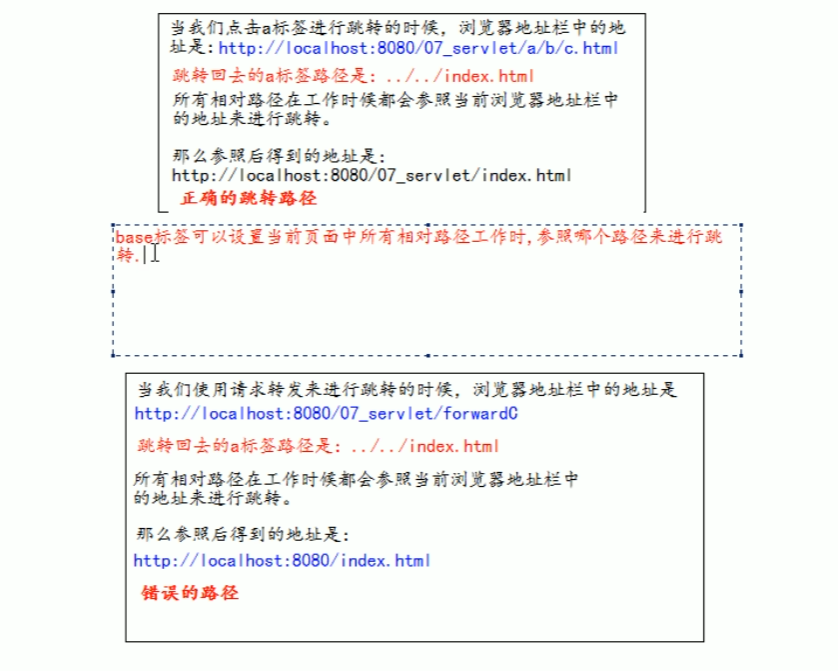 当我们点击a标签进行跳转的时候，浏览器地址栏中的地
址是：http://localhost:8080/07_servlet/a/b/c.html
跳转回去的a标签路径是：../../index.html
所有相对路径在工作时候都会参照当前浏览器地址栏中
的地址来进行跳转。
那么参照后得到的地址是：
http://localhost:8080/07_servlet/index.html
正确的跳转路径
base标签可以设置当前页面中所有相对路径工作时,参照哪个路径来进行跳
转.
当我们使用请求转发来进行跳转的时候，浏览器地址栏中的地址是
http://localhost:8080/07_servlet/forwardC
跳转回去的a标签路径是：../../index.html
所有相对路径在工作时候都会参照当前浏览器地址栏中
的地址来进行跳转。
那么参照后得到的地址是：
http://localhost:8080/index.html
错误的路径